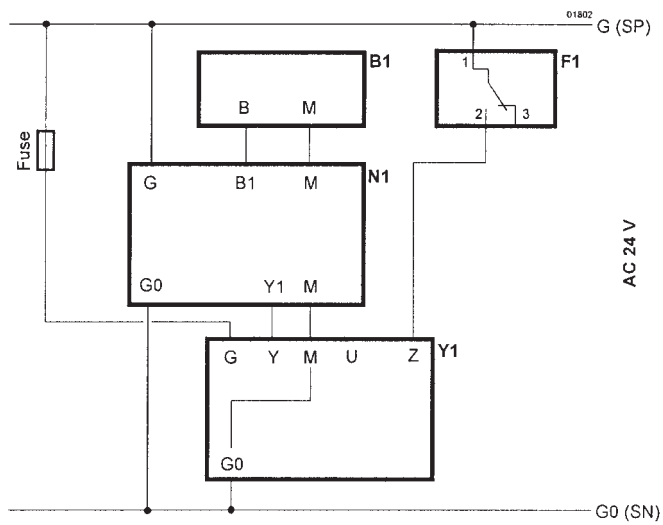 01802
G (SP)
B1
F1
1
B M
2 3
Fuse
G B1 M
N1
AC 24 V
G0 Y1 M
G Y M U Z
Y1
G0
G0 (SN)